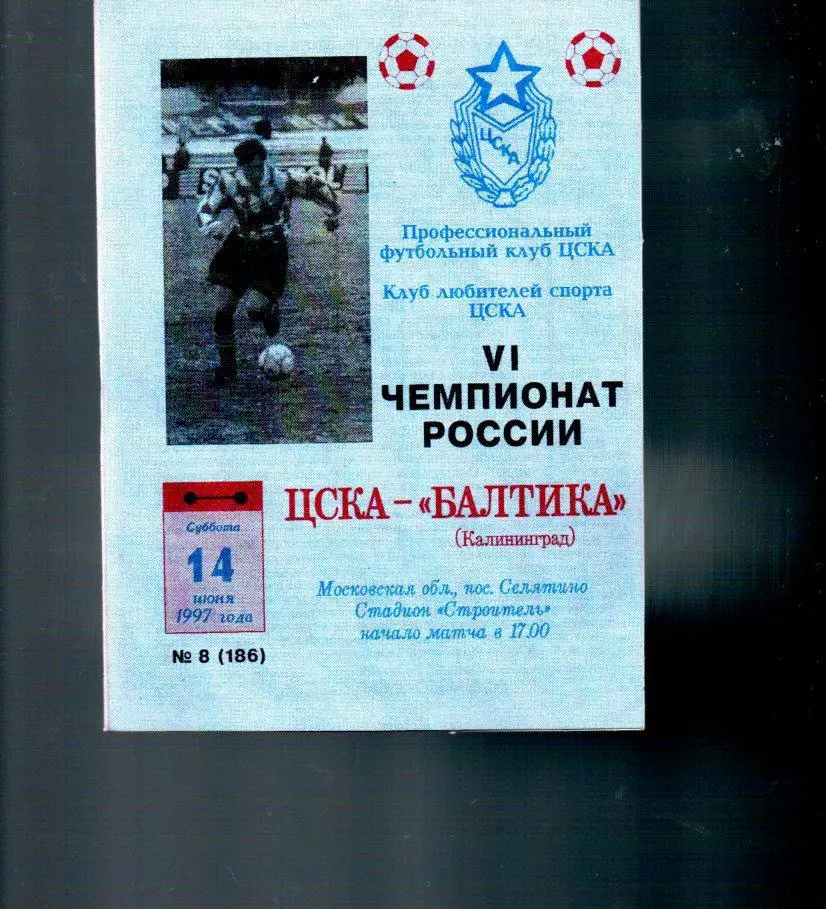 ЦСКА
Профессиональный
футбольный клуб ЦСКА
Клуб любителей спорта
ЦСКА
VI
ЧЕМПИОНАТ
РОССИИ
ЦСКА – «БАЛТИКА»
(Калининград)
Суббота
14
июня
1997 года
Московская обл., пос. Селятино
Стадион «Строитель»
начало матча в 17.00
№ 8 (186)